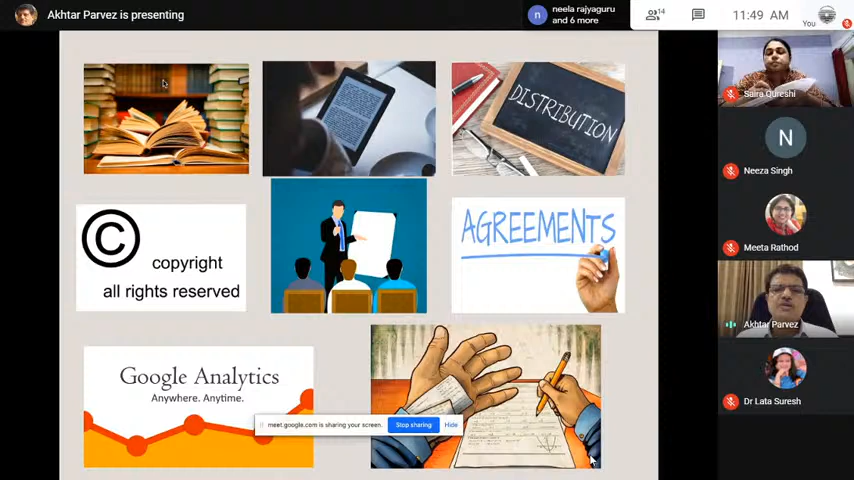 Akhtar Parvez is presenting
neela rajyaguru
and 6 more
n
14
11:49 AM
You
DISTRIBUTION
©
copyright
all rights reserved
AGREEMENTS
Google Analytics
Anywhere. Anytime.
meet.google.com is sharing your screen.
Stop sharing
Hide
Saira Qureshi
N
Neeza Singh
Meeta Rathod
Akhtar Parvez
Dr Lata Suresh